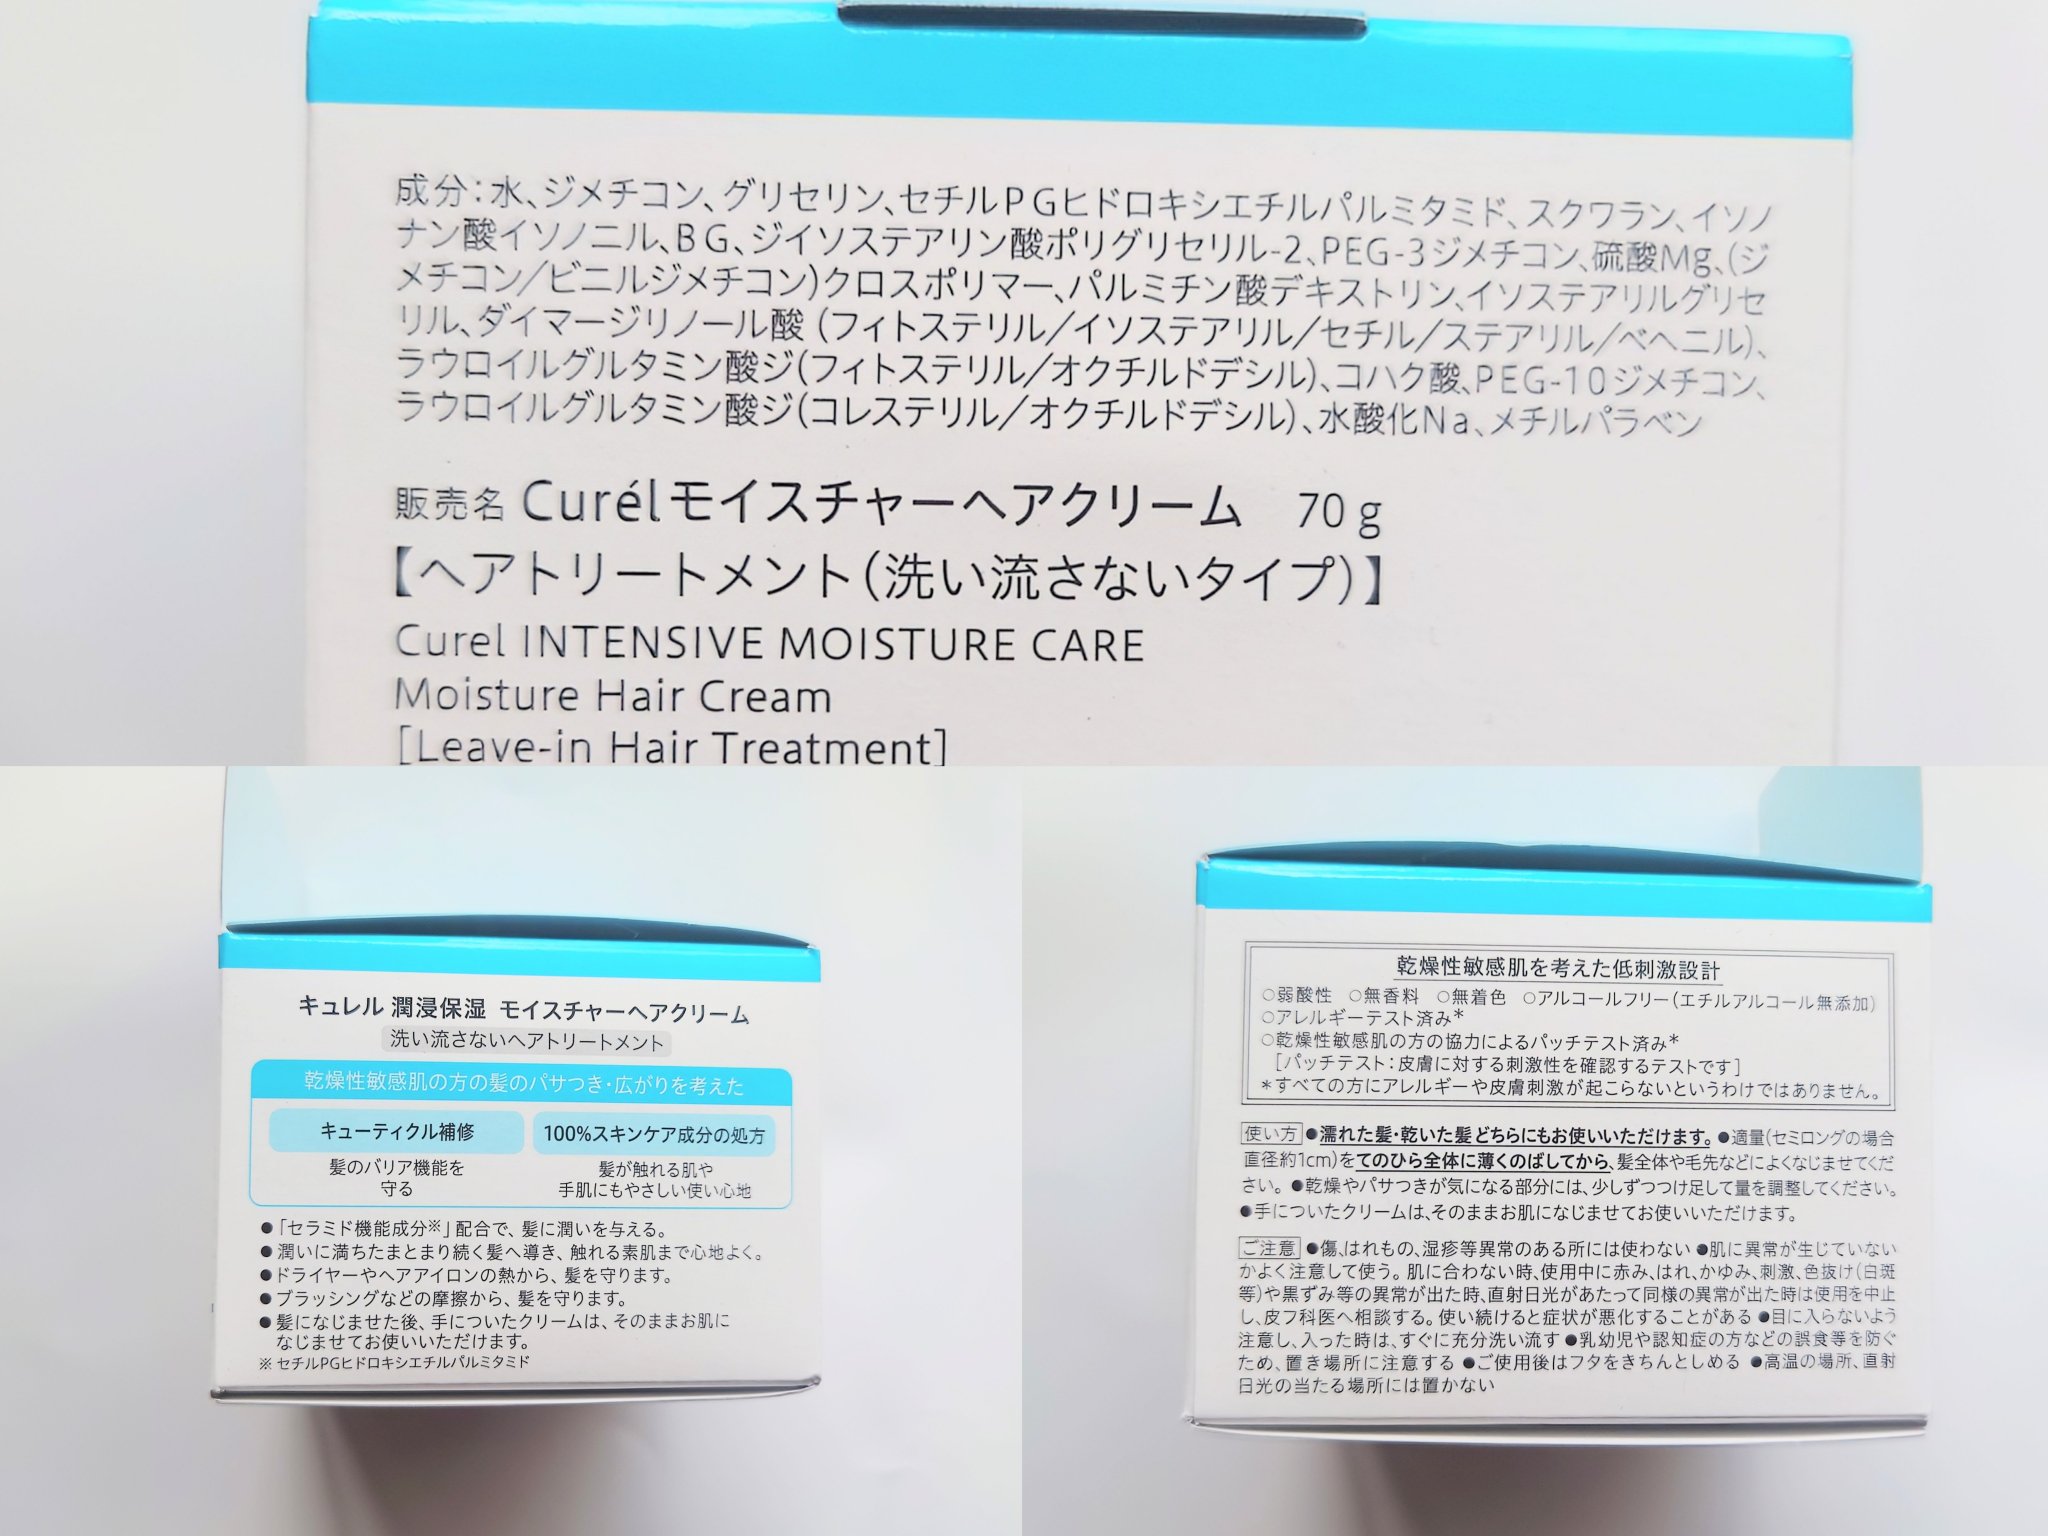 成分：水、ジメチコン、グリセリン、セチルPGヒドロキシエチルパルミタミド、スクワラン、イソノ
ナン酸イソノニル、BG、ジイソステアリン酸ポリグリセリル-2、PEG-3ジメチコン、硫酸Mg、(ジ
メチコン/ビニルジメチコン)クロスポリマー、パルミチン酸デキストリン、イソステアリルグリセ
リル、ダイマージリノール酸 (フィトステリル/イソステアリル/セチル/ステアリル/ベヘニル)、
ラウロイルグルタミン酸ジ(フィトステリル/オクチルドデシル)、コハク酸、PEG-10ジメチコン、
ラウロイルグルタミン酸ジ(コレステリル/オクチルドデシル)、水酸化Na、メチルパラベン
販売名 Curélモイスチャーヘアクリーム 70 g
【ヘアトリートメント(洗い流さないタイプ)】
Curel INTENSIVE MOISTURE CARE
Moisture Hair Cream
[Leave-in Hair Treatment]
キュレル 潤浸保湿 モイスチャーヘアクリーム
洗い流さないヘアトリートメント
乾燥性敏感肌の方の髪のパサつき・広がりを考えた
キューティクル補修
髪のバリア機能を
守る
100%スキンケア成分の処方
髪が触れる肌や
手肌にもやさしい使い心地
●「セラミド機能成分※」配合で、髪に潤いを与える。
●潤いに満ちたまとまり続く髪へ導き、触れる素肌まで心地よく。
●ドライヤーやヘアアイロンの熱から、髪を守ります。
●ブラッシングなどの摩擦から、髪を守ります。
●髪になじませた後、手についたクリームは、そのままお肌に
なじませてお使いいただけます。
※ セチルPGヒドロキシエチルパルミタミド
乾燥性敏感肌を考えた低刺激設計
○弱酸性 ○無香料 ○無着色 ○アルコールフリー(エチルアルコール無添加)
○アレルギーテスト済み*
○乾燥性敏感肌の方の協力によるパッチテスト済み*
[パッチテスト：皮膚に対する刺激性を確認するテストです]
*すべての方にアレルギーや皮膚刺激が起こらないというわけではありません。
使い方 ●濡れた髪・乾いた髪どちらにもお使いいただけます。●適量(セミロングの場合
直径約1cm)をてのひら全体に薄くのばしてから、髪全体や毛先などによくなじませてくだ
さい。●乾燥やパサつきが気になる部分には、少しずつつけ足して量を調整してください。
●手についたクリームは、そのままお肌になじませてお使いいただけます。
ご注意 ●傷、はれもの、湿疹等異常のある所には使わない ●肌に異常が生じていない
かよく注意して使う。肌に合わない時、使用中に赤み、はれ、かゆみ、刺激、色抜け(白斑
等)や黒ずみ等の異常が出た時、直射日光があたって同様の異常が出た時は使用を中止
し、皮フ科医へ相談する。使い続けると症状が悪化することがある ●目に入らないよう
注意し、入った時は、すぐに充分洗い流す ●乳幼児や認知症の方などの誤食等を防ぐ
ため、置き場所に注意する ●ご使用後はフタをきちんとしめる ●高温の場所、直射
日光の当たる場所には置かない